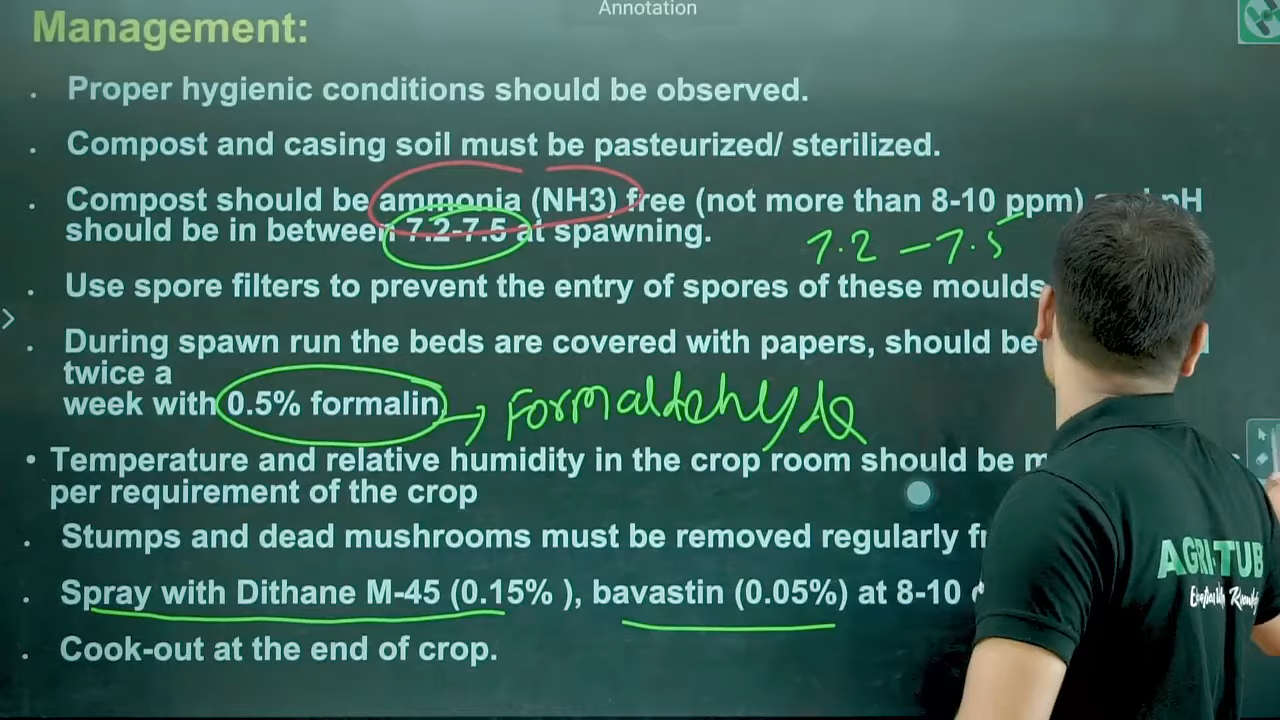 Annotation
Management:
. Proper hygienic conditions should be observed.
. Compost and casing soil must be pasteurized/ sterilized.
. Compost should be ammonia (NH3) free (not more than 8-10 ppm) and pH
should be in between 7.2-7.5 at spawning.
7.2 - 7.5
. Use spore filters to prevent the entry of spores of these moulds
. During spawn run the beds are covered with papers, should be
twice a
week with 0.5% formalin
→ Formaldehyde
• Temperature and relative humidity in the crop room should be
per requirement of the crop
. Stumps and dead mushrooms must be removed regularly
. Spray with Dithane M-45 (0.15% ), bavastin (0.05%) at 8-10
. Cook-out at the end of crop.
AGRI-TUB